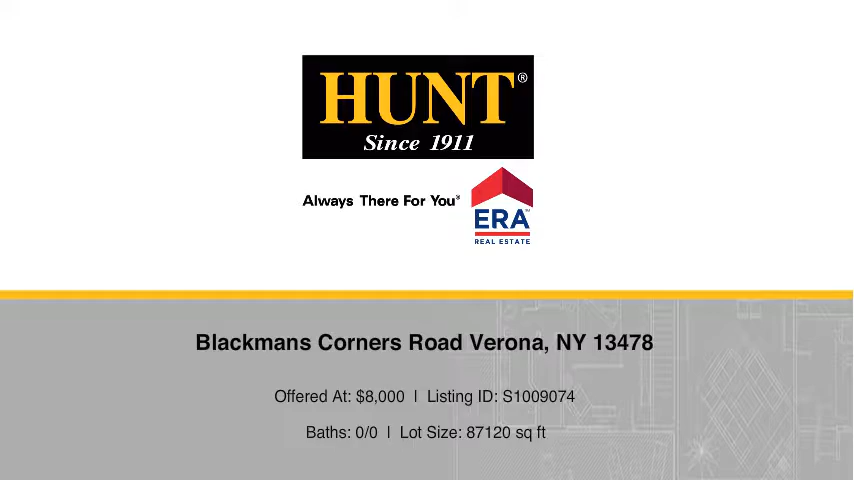 HUNT®
Since 1911
Always There For You®
ERA™
REAL ESTATE
Blackmans Corners Road Verona, NY 13478
Offered At: $8,000 | Listing ID: S1009074
Baths: 0/0 | Lot Size: 87120 sq ft